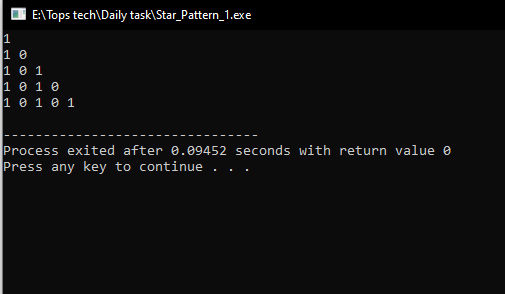 E:\Tops tech\Daily task\Star_Pattern_1.exe
1
1 0
1 0 1
1 0 1 0
1 0 1 0 1
--------------------------------
Process exited after 0.09452 seconds with return value 0
Press any key to continue . . .